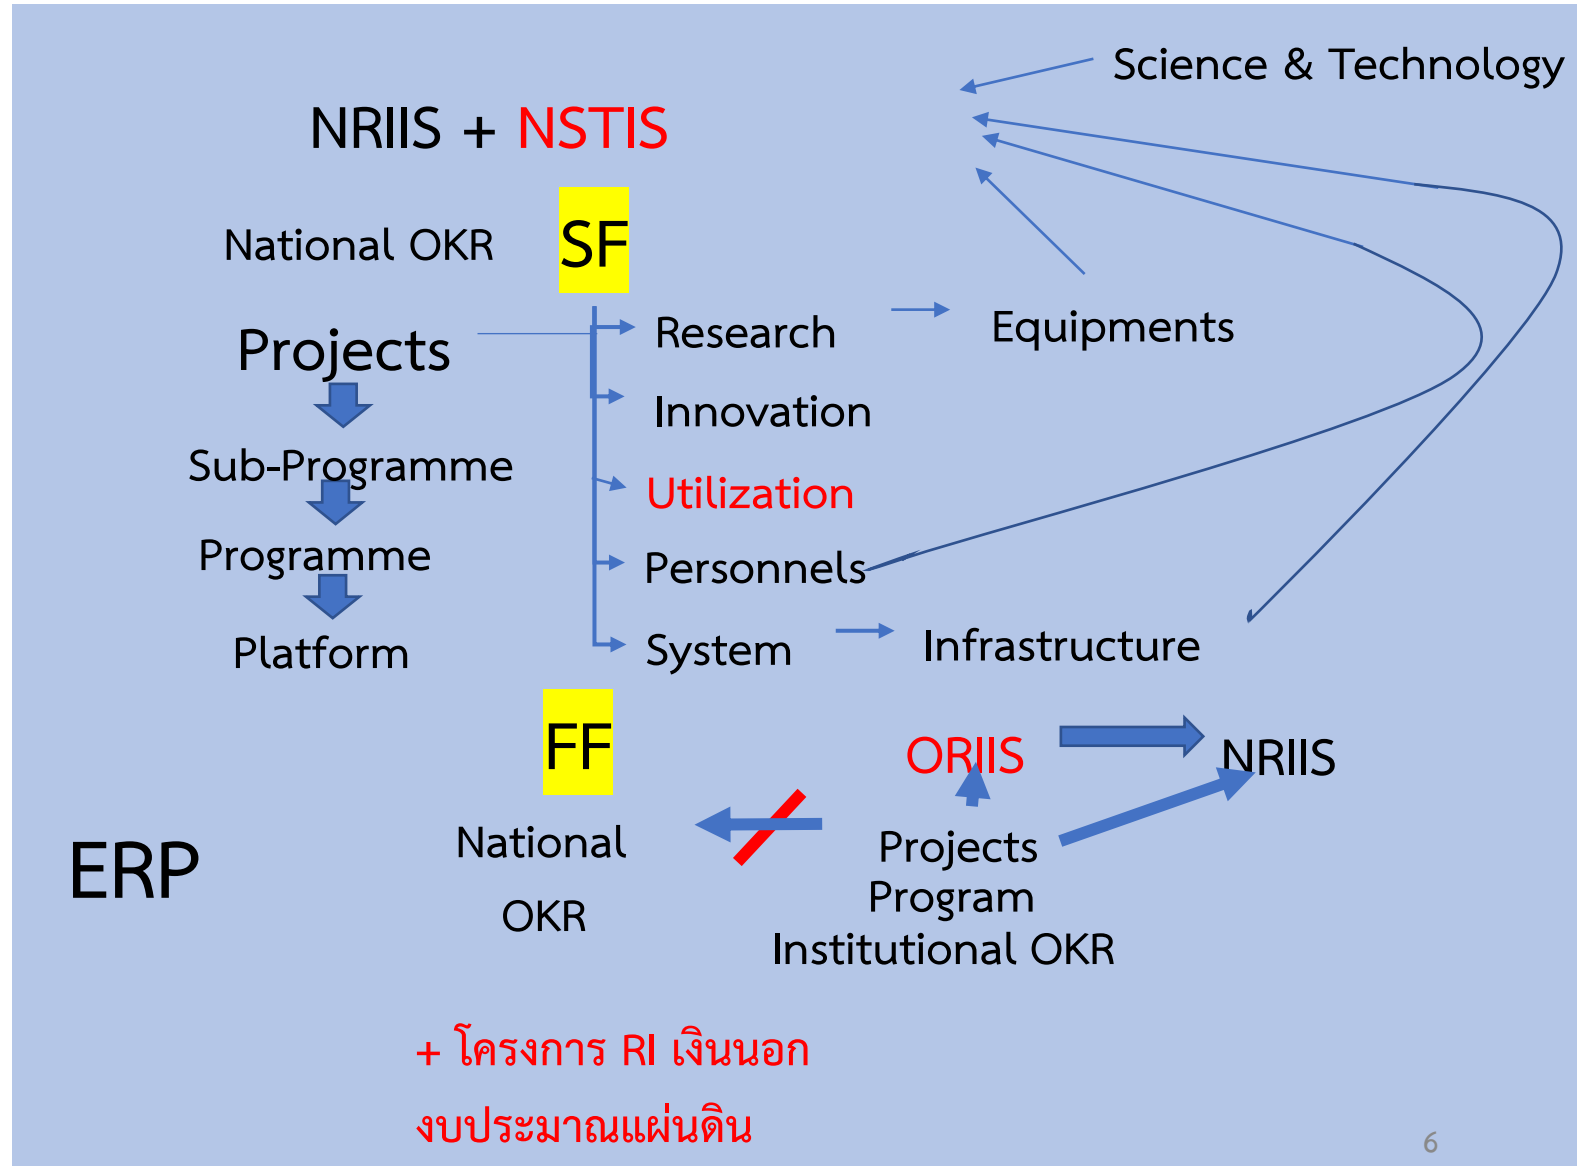 Science & Technology
NRIIS + NSTIS
National OKR
SF
Projects
Research
Equipments
Innovation
Sub-Programme
Utilization
Programme
Personnels
Platform
System
Infrastructure
FF
ORIIS
NRIIS
National
OKR
Projects
Program
Institutional OKR
ERP
+ โครงการ RI เงินนอก
งบประมาณแผ่นดิน
6